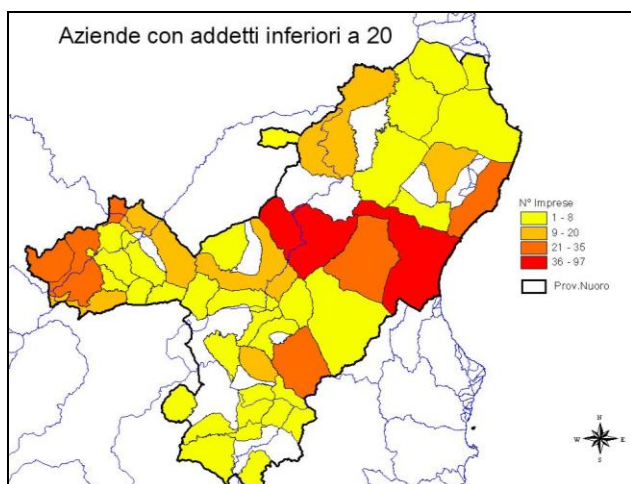 Aziende con addetti inferiori a 20
N° Imprese
1 - 8
9 - 20
21 - 35
36 - 97
Prov.Nuoro
N
W E
S